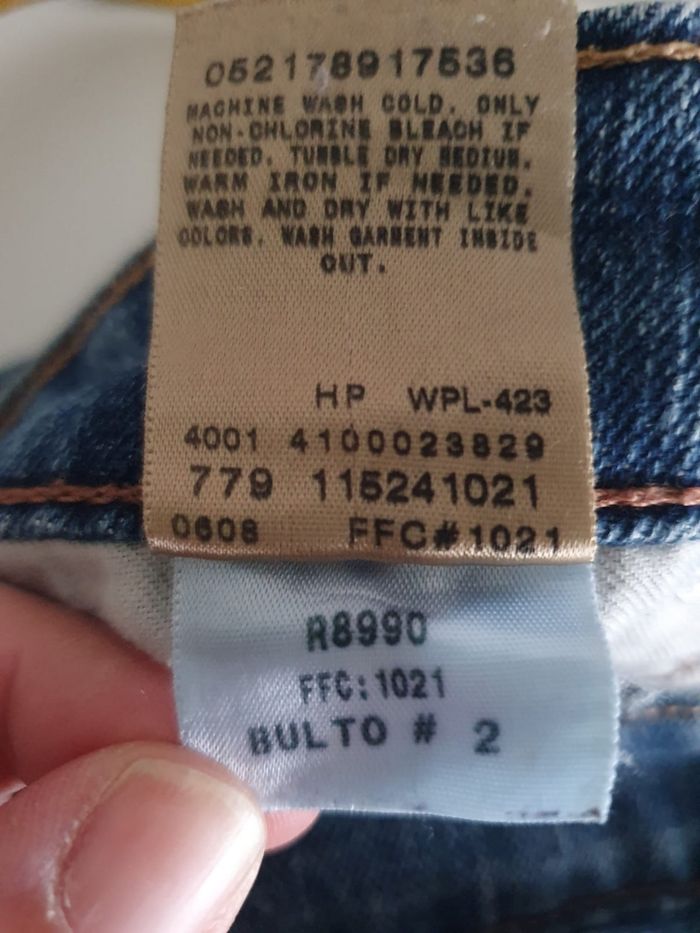 052178917536
MACHINE WASH COLD. ONLY
NON-CHLORINE BLEACH IF
NEEDED. TUMBLE DRY MEDIUM.
WARM IRON IF NEEDED.
WASH AND DRY WITH LIKE
COLORS. WASH GARMENT INSIDE
OUT.
HP WPL-423
4001 4100023829
779 115241021
0608 FFC#1021
R8990
FFC:1021
BULTO # 2